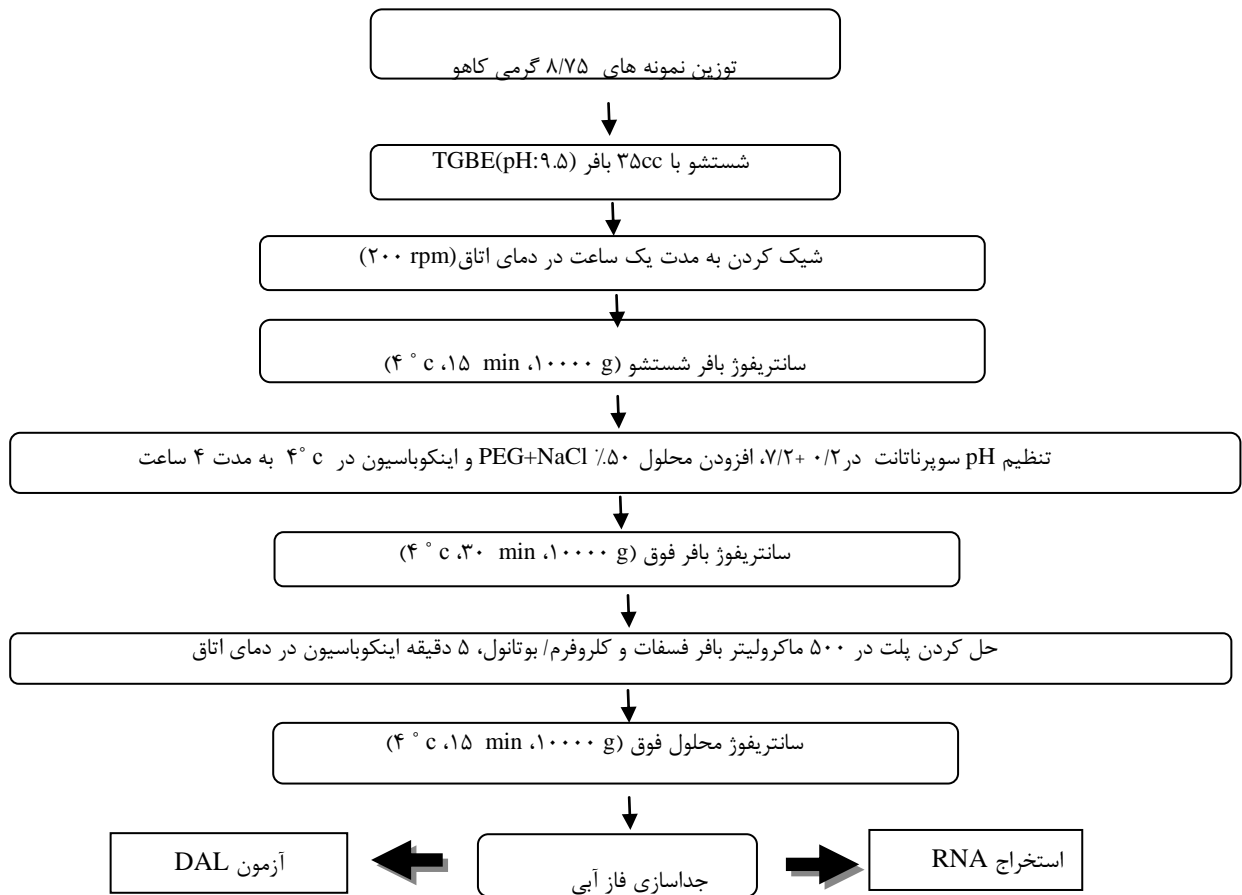 توزین نمونه های ۸/۷۵ گرمی کاهو
شستشو با ۳۵cc بافر TGBE(pH:۹.۵)
شیک کردن به مدت یک ساعت در دمای اتاق(۲۰۰ rpm)
سانتریفوژ بافر شستشو (۴ ° c ،۱۵ min ،۱۰۰۰۰ g)
تنظیم pH سوپرناتانت در۰/۲ +۷/۲، افزودن محلول ۵۰٪ PEG+NaCl و اینکوباسیون در ۴° c به مدت ۴ ساعت
سانتریفوژ بافر فوق (۴ ° c ،۳۰ min ،۱۰۰۰۰ g)
حل کردن پلت در ۵۰۰ ماکرولیتر بافر فسفات و کلروفرم/ بوتانول، ۵ دقیقه اینکوباسیون در دمای اتاق
سانتریفوژ محلول فوق (۴ ° c ،۱۵ min ،۱۰۰۰۰ g)
استخراج RNA
جداسازی فاز آبی
آزمون DAL